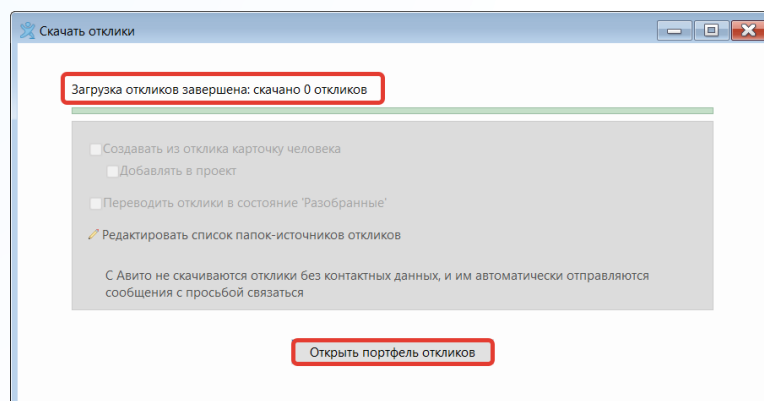 Скачать отклики
Загрузка откликов завершена: скачано 0 откликов
Создавать из отклика карточку человека
Добавлять в проект
Переводить отклики в состояние 'Разобранные'
Редактировать список папок-источников откликов
С Авито не скачиваются отклики без контактных данных, и им автоматически отправляются
сообщения с просьбой связаться
Открыть портфель откликов